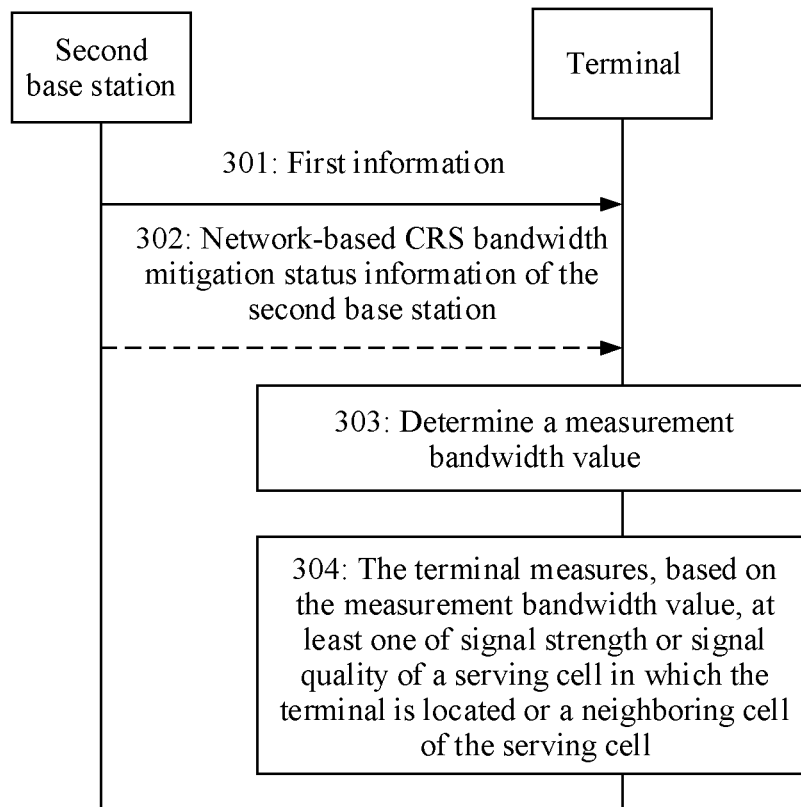 Second
base station
Terminal
301: First information
302: Network-based CRS bandwidth
mitigation status information of the
second base station
303: Determine a measurement
bandwidth value
304: The terminal measures, based on
the measurement bandwidth value, at
least one of signal strength or signal
quality of a serving cell in which the
terminal is located or a neighboring cell
of the serving cell